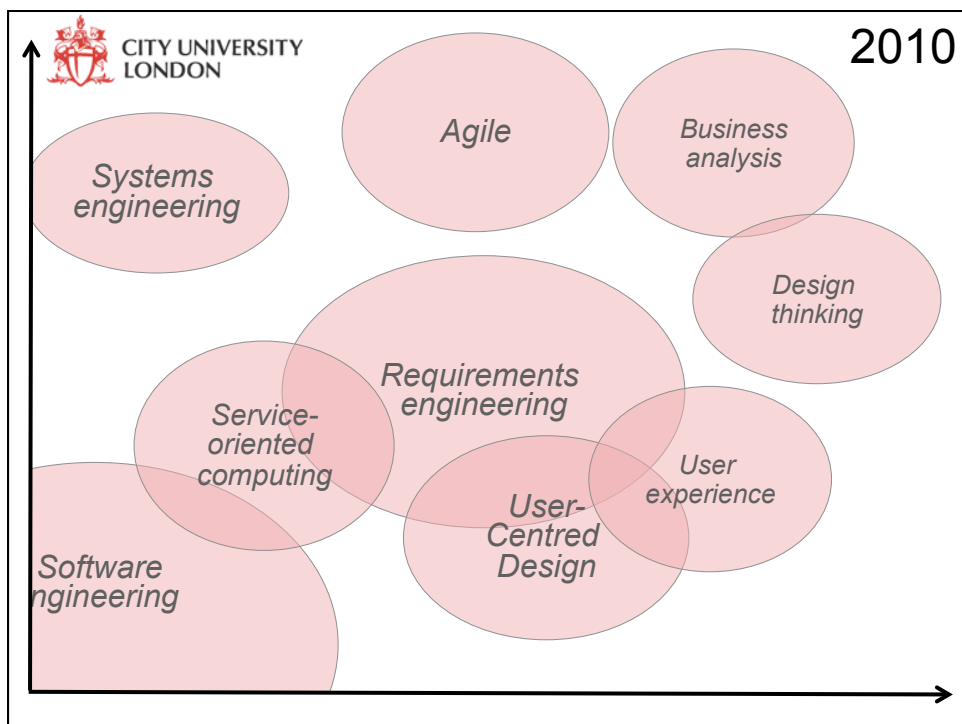 CITY UNIVERSITY
LONDON
2010
Agile
Business
analysis
Systems
engineering
Design
thinking
Requirements
engineering
Service-
oriented
computing
User
experience
User-
Centred
Design
Software
ngineering